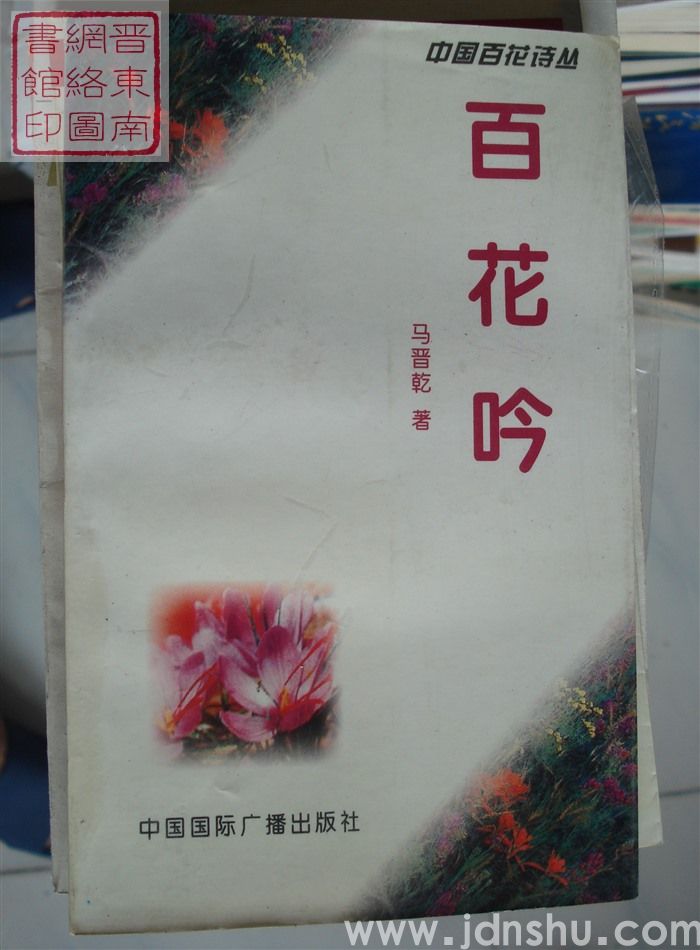 晋東南
網絡圖
書館印
中国百花诗丛
百花吟
马晋乾 著
中国国际广播出版社
www.jdnshu.com